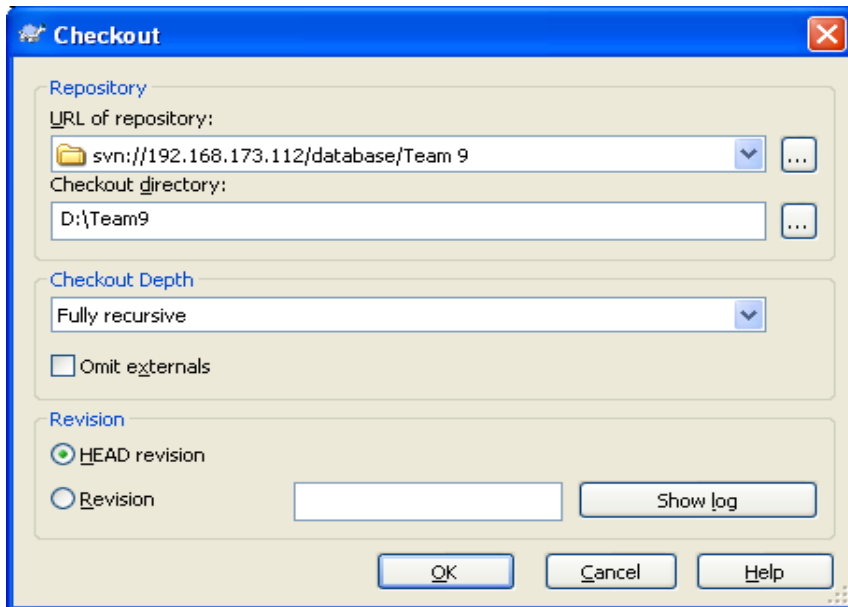 Checkout
Repository
URL of repository:
svn://192.168.173.112/database/Team 9
...
Checkout directory:
D:\Team9
...
Checkout Depth
Fully recursive
Omit externals
Revision
HEAD revision
Revision
Show log
OK Cancel Help